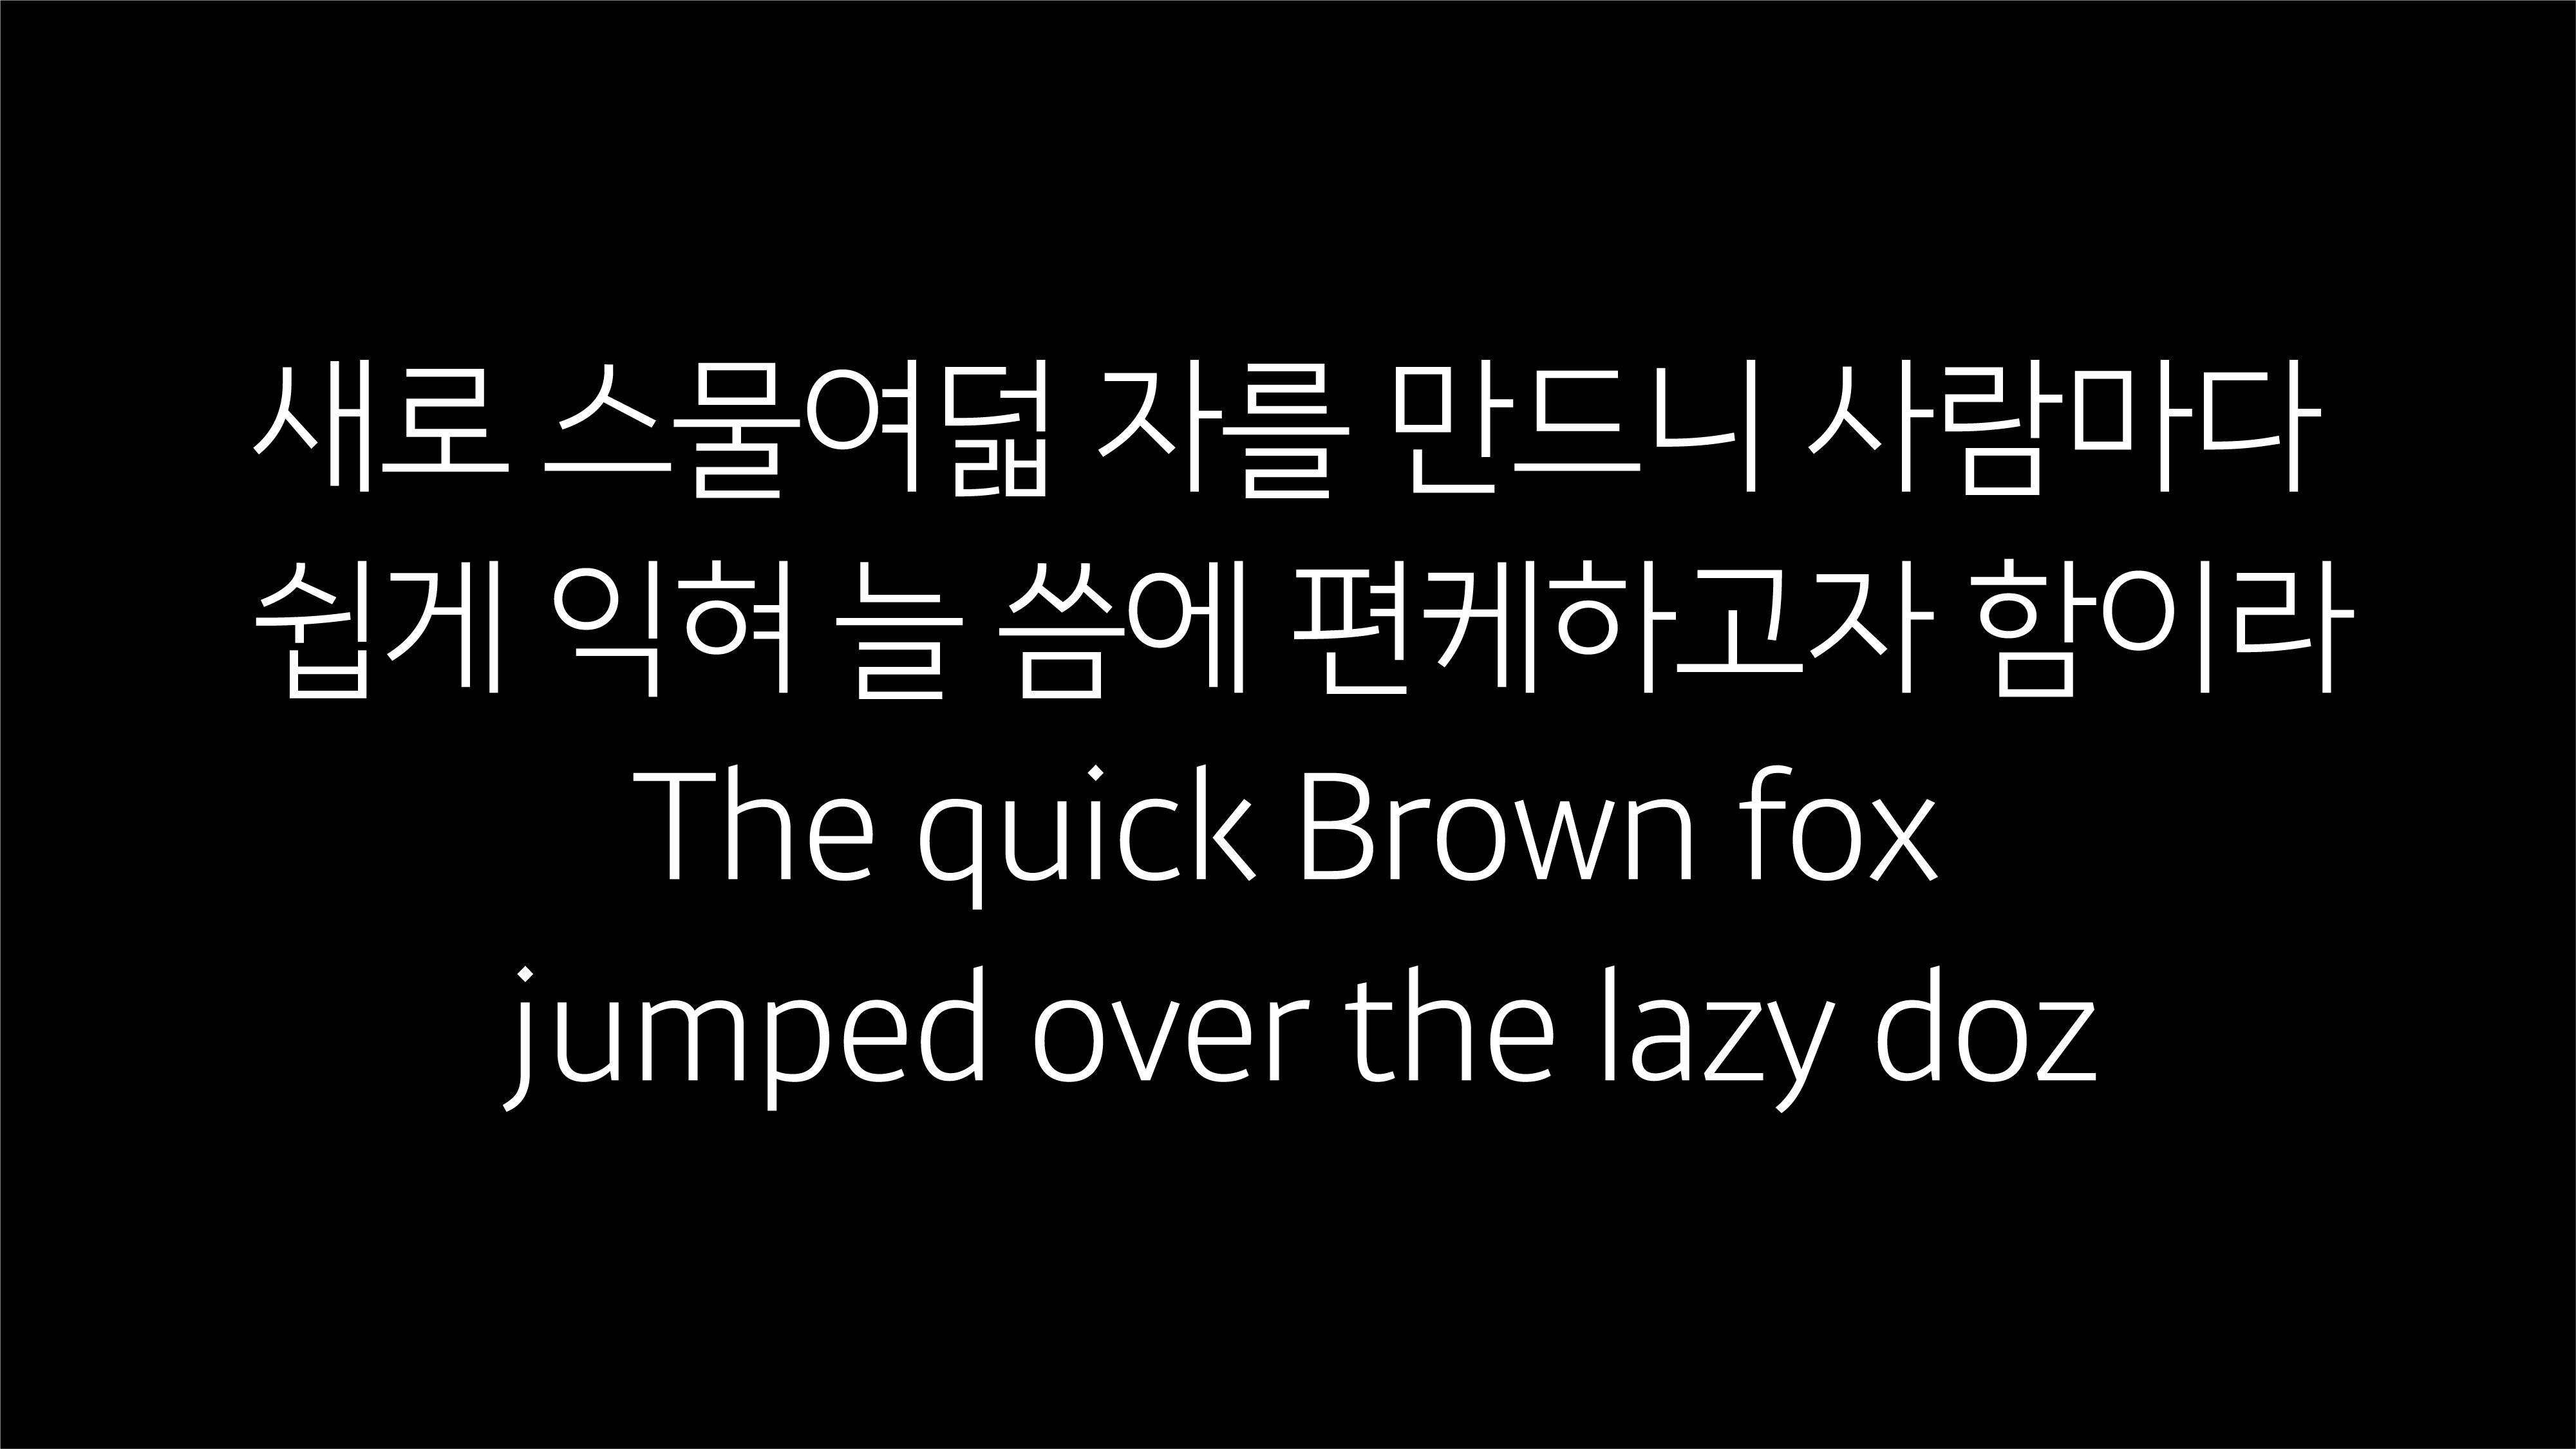 새로 스물여덟 자를 만드니 사람마다
쉽게 익혀 늘 씀에 편케하고자 함이라
The quick Brown fox
jumped over the lazy doz